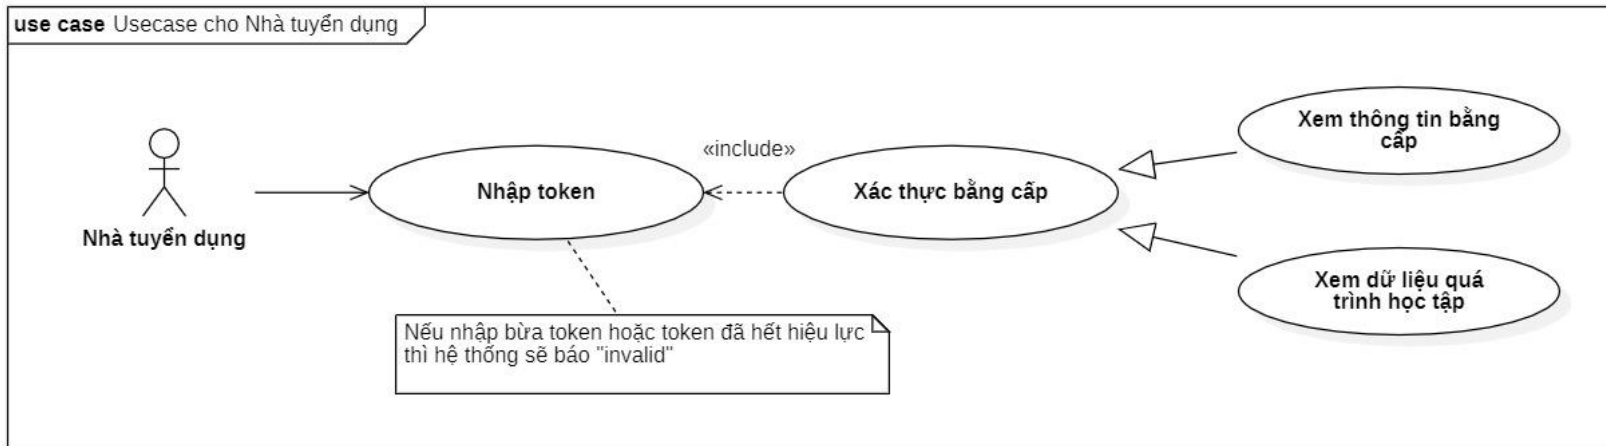 use case Usecase cho Nhà tuyển dụng
Nhà tuyển dụng
Nhập token
«include»
Xác thực bằng cấp
Xem thông tin bằng
cấp
Xem dữ liệu quá
trình học tập
Nếu nhập bừa token hoặc token đã hết hiệu lực
thì hệ thống sẽ báo "invalid"